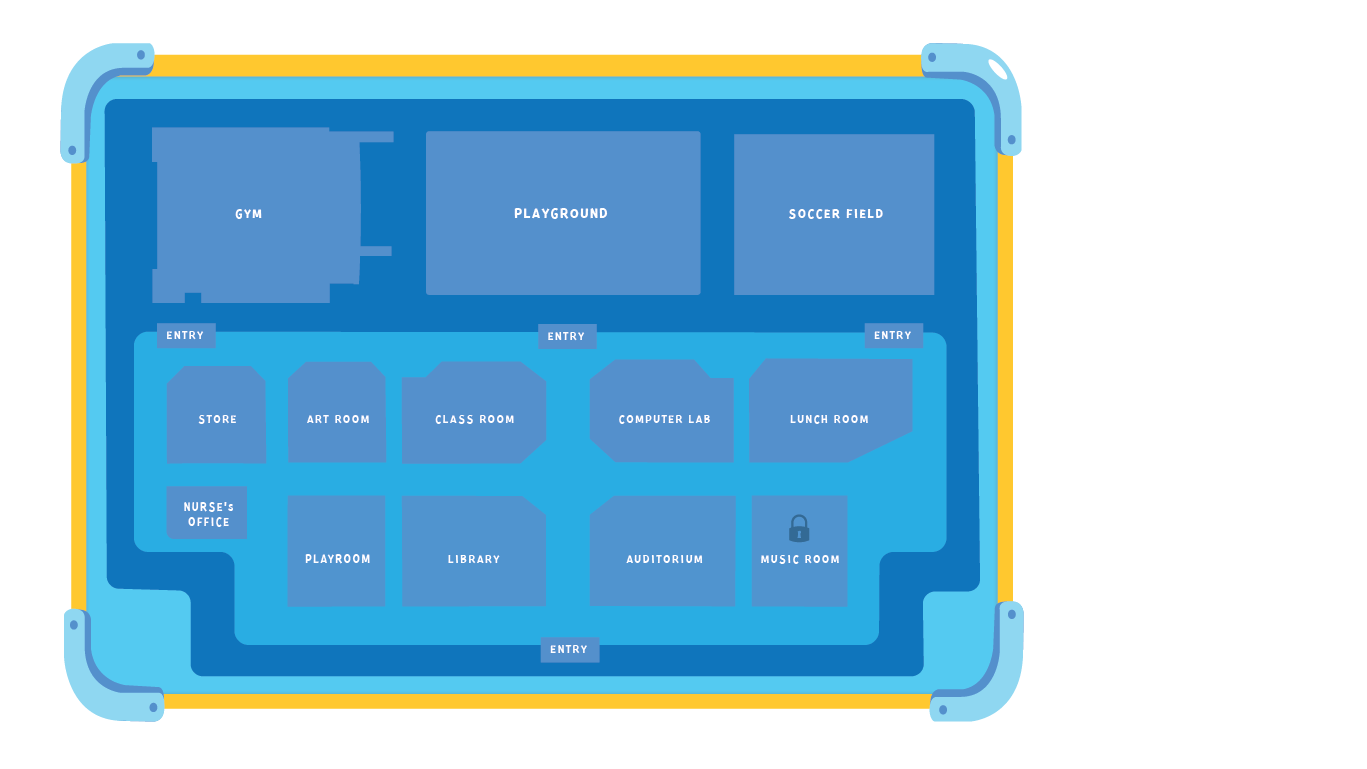 GYM
PLAYGROUND
SOCCER FIELD
ENTRY
ENTRY
ENTRY
STORE
ART ROOM
CLASS ROOM
COMPUTER LAB
LUNCH ROOM
NURSE's
OFFICE
PLAYROOM
LIBRARY
AUDITORIUM
MUSIC ROOM
ENTRY